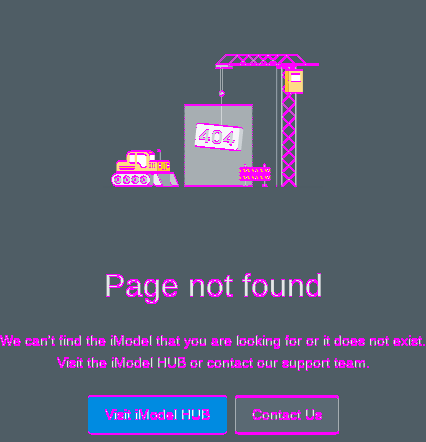 404
Page not found
We can't find the iModel that you are looking for or it does not exist.
Visit the iModel HUB or contact our support team.
Visit iModel HUB
Contact Us